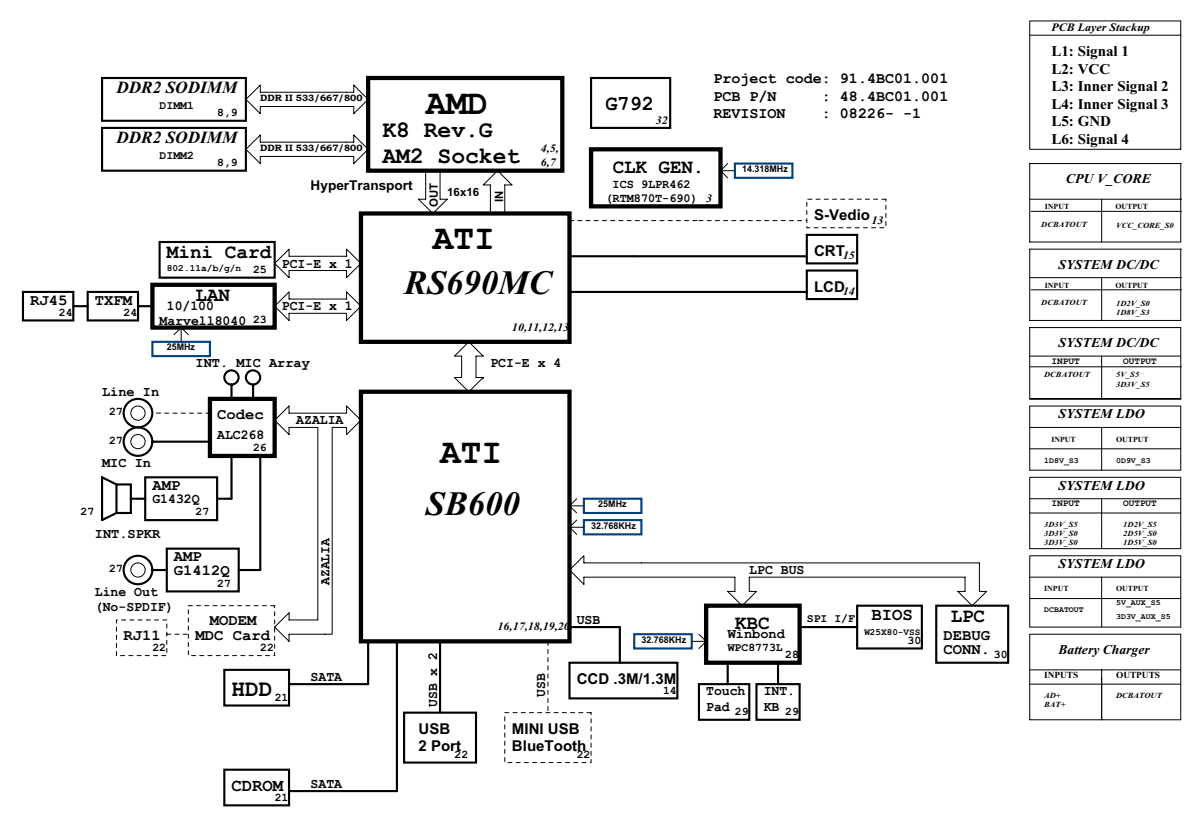 DDR2 SODIMM
DIMM1
8,9
DDR II 533/667/800
DDR2 SODIMM
DIMM2
8,9
DDR II 533/667/800
AMD
K8 Rev.G
AM2 Socket
4,5,
6,7
HyperTransport
OUT
16x16
IN
G792
32
Project code: 91.4BC01.001
PCB P/N : 48.4BC01.001
REVISION : 08226- -1
CLK GEN.
ICS 9LPR462
(RTM870T-690)
3
14.318MHz
ATI
RS690MC
10,11,12,13
S-Vedio
13
CRT
15
LCD
14
Mini Card
802.11a/b/g/n
25
PCI-E x 1
RJ45
24
TXFM
24
LAN
10/100
Marvell8040
23
PCI-E x 1
25MHz
PCI-E x 4
INT. MIC Array
Line In
27
27
MIC In
Codec
ALC268
26
AZALIA
AZALIA
27
INT.SPKR
AMP
G1432Q
27
27
Line Out
(No-SPDIF)
AMP
G1412Q
27
RJ11
22
MODEM
MDC Card
22
ATI
SB600
16,17,18,19,20
25MHz
32.768KHz
LPC BUS
HDD
21
SATA
CDROM
21
SATA
USB x 2
USB
2 Port
22
USB
MINI USB
BlueTooth
22
USB
CCD .3M/1.3M
14
32.768KHz
KBC
Winbond
WPC8773L
28
SPI I/F
BIOS
W25X80-VSS
30
LPC
DEBUG
CONN.
30
Touch
Pad
29
INT.
KB
29
PCB Layer Stackup
L1: Signal 1
L2: VCC
L3: Inner Signal 2
L4: Inner Signal 3
L5: GND
L6: Signal 4
CPU V_CORE
INPUT OUTPUT
DCBATOUT VCC_CORE_S0
SYSTEM DC/DC
INPUT OUTPUT
DCBATOUT 1D2V_S0
1D8V_S3
SYSTEM DC/DC
INPUT OUTPUT
DCBATOUT 5V_S5
3D3V_S5
SYSTEM LDO
INPUT OUTPUT
1D8V_S3 0D9V_S3
SYSTEM LDO
INPUT OUTPUT
3D3V_S5 1D2V_S5
3D3V_S0 2D5V_S0
3D3V_S0 1D5V_S0
SYSTEM LDO
INPUT OUTPUT
DCBATOUT 5V_AUX_S5
3D3V_AUX_S5
Battery Charger
INPUTS OUTPUTS
AD+ DCBATOUT
BAT+